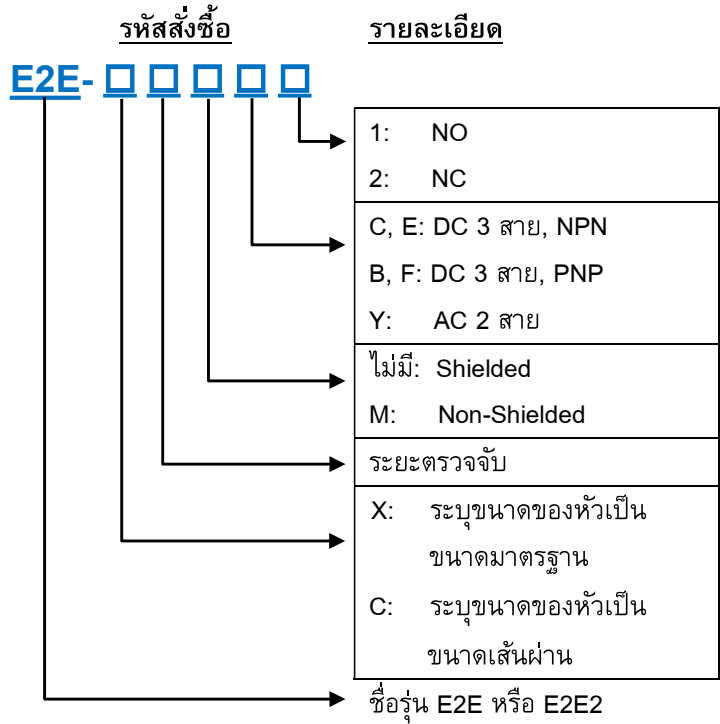 รหัสสั่งซื้อ รายละเอียด
E2E- □ □ □ □ □
1: NO
2: NC
C, E: DC 3 สาย, NPN
B, F: DC 3 สาย, PNP
Y: AC 2 สาย
ไม่มี: Shielded
M: Non-Shielded
ระยะตรวจจับ
X: ระบุขนาดของหัวเป็น
ขนาดมาตรฐาน
C: ระบุขนาดของหัวเป็น
ขนาดเส้นผ่าน
ชื่อรุ่น E2E หรือ E2E2